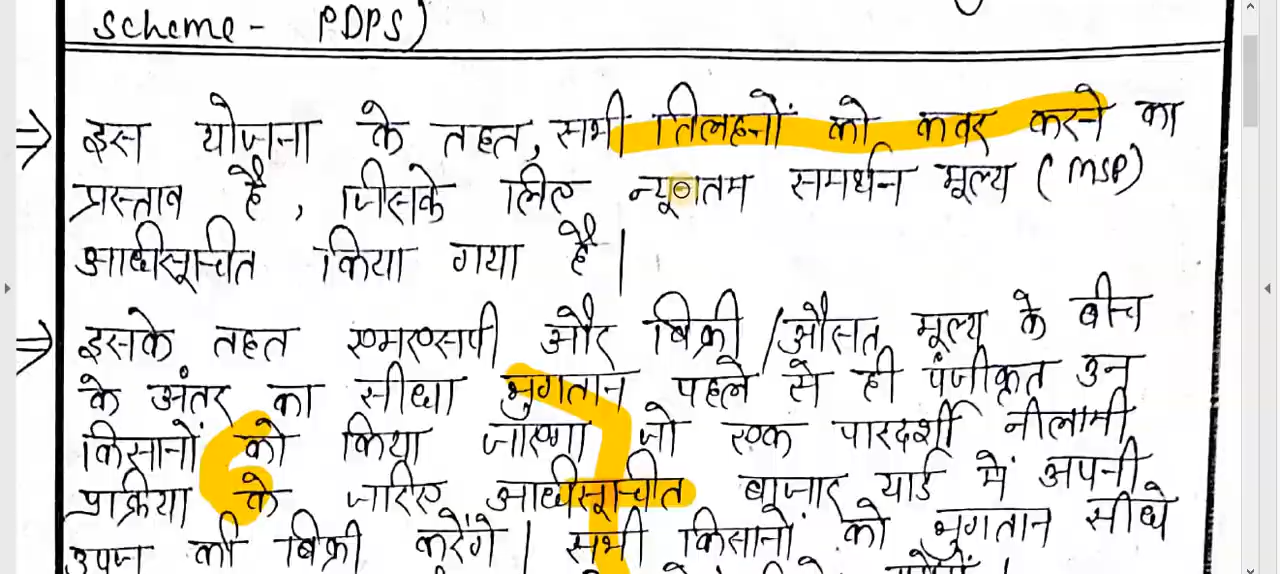 scheme- PDPS)
⇒ इस योजना के तहत, सभी तिलहनों को कवर करने का
प्रस्ताव है, जिसके लिए न्यूनतम समर्थन मूल्य (MSP)
अधिसूचित किया गया है।
⇒ इसके तहत एमएसपी और बिक्री/औसत मूल्य के बीच
के अंतर का सीधा भुगतान पहले से ही पंजीकृत उन
किसानों को किया जाएगा जो एक पारदर्शी नीलामी
प्रक्रिया के जरिए अधिसूचित बाज़ार यार्ड में अपनी
उपज की बिक्री करेंगे। सभी किसानों को भुगतान सीधे